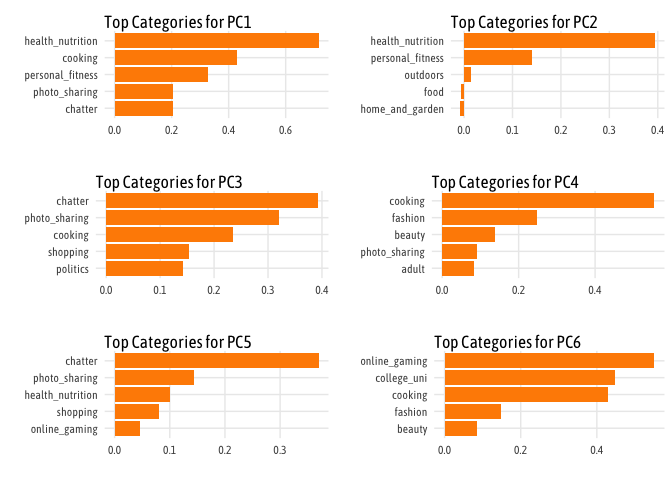 Top Categories for PC1
health_nutrition
cooking
personal_fitness
photo_sharing
chatter
0.0 0.2 0.4 0.6
Top Categories for PC2
health_nutrition
personal_fitness
outdoors
food
home_and_garden
0.0 0.1 0.2 0.3 0.4
Top Categories for PC3
chatter
photo_sharing
cooking
shopping
politics
0.0 0.1 0.2 0.3 0.4
Top Categories for PC4
cooking
fashion
beauty
photo_sharing
adult
0.0 0.2 0.4
Top Categories for PC5
chatter
photo_sharing
health_nutrition
shopping
online_gaming
0.0 0.1 0.2 0.3
Top Categories for PC6
online_gaming
college_uni
cooking
fashion
beauty
0.0 0.2 0.4